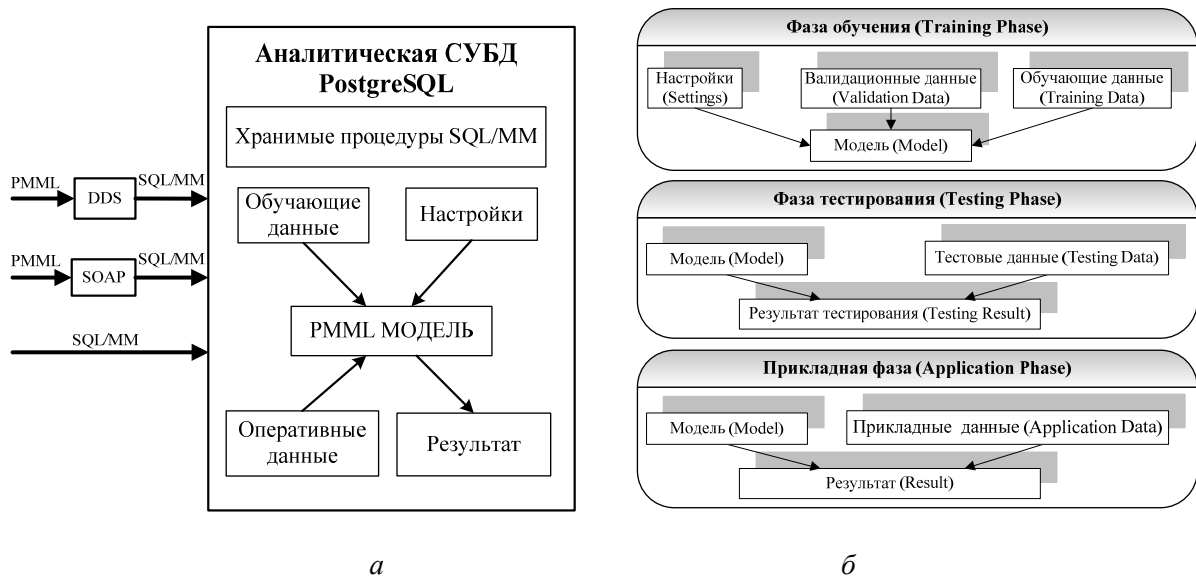 Аналитическая СУБД
PostgreSQL
Хранимые процедуры SQL/MM
PMML
DDS
SQL/MM
Обучающие
данные
Настройки
PMML
SOAP
SQL/MM
PMML МОДЕЛЬ
SQL/MM
Оперативные
данные
Результат
а
Фаза обучения (Training Phase)
Настройки
(Settings)
Валидационные данные
(Validation Data)
Обучающие данные
(Training Data)
Модель (Model)
Фаза тестирования (Testing Phase)
Модель (Model)
Тестовые данные (Testing Data)
Результат тестирования (Testing Result)
Прикладная фаза (Application Phase)
Модель (Model)
Прикладные данные (Application Data)
Результат (Result)
б